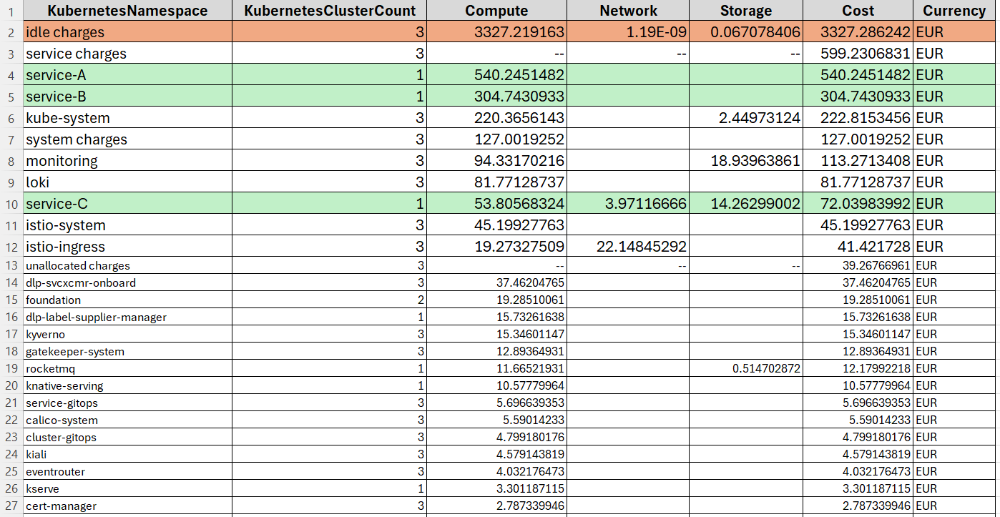 1 KubernetesNamespace KubernetesClusterCount Compute Network Storage Cost Currency
2 idle charges 3 3327.219163 1.19E-09 0.067078406 3327.286242 EUR
3 service charges 3 -- -- -- 599.2306831 EUR
4 service-A 1 540.2451482 540.2451482 EUR
5 service-B 1 304.7430933 304.7430933 EUR
6 kube-system 3 220.3656143 2.44973124 222.8153456 EUR
7 system charges 3 127.0019252 127.0019252 EUR
8 monitoring 3 94.33170216 18.93963861 113.2713408 EUR
9 loki 3 81.77128737 81.77128737 EUR
10 service-C 1 53.80568324 3.97116666 14.26299002 72.03983992 EUR
11 istio-system 3 45.19927763 45.19927763 EUR
12 istio-ingress 3 19.27327509 22.14845292 41.421728 EUR
13 unallocated charges 3 -- -- -- 39.26766961 EUR
14 dlp-svcxcmr-onboard 3 37.46204765 37.46204765 EUR
15 foundation 2 19.28510061 19.28510061 EUR
16 dlp-label-supplier-manager 1 15.73261638 15.73261638 EUR
17 kyverno 3 15.34601147 15.34601147 EUR
18 gatekeeper-system 3 12.89364931 12.89364931 EUR
19 rocketmq 1 11.66521931 0.514702872 12.17992218 EUR
20 knative-serving 1 10.57779964 10.57779964 EUR
21 service-gitops 3 5.696639353 5.696639353 EUR
22 calico-system 3 5.59014233 5.59014233 EUR
23 cluster-gitops 3 4.799180176 4.799180176 EUR
24 kiali 3 4.579143819 4.579143819 EUR
25 eventrouter 3 4.032176473 4.032176473 EUR
26 kserve 1 3.301187115 3.301187115 EUR
27 cert-manager 3 2.787339946 2.787339946 EUR